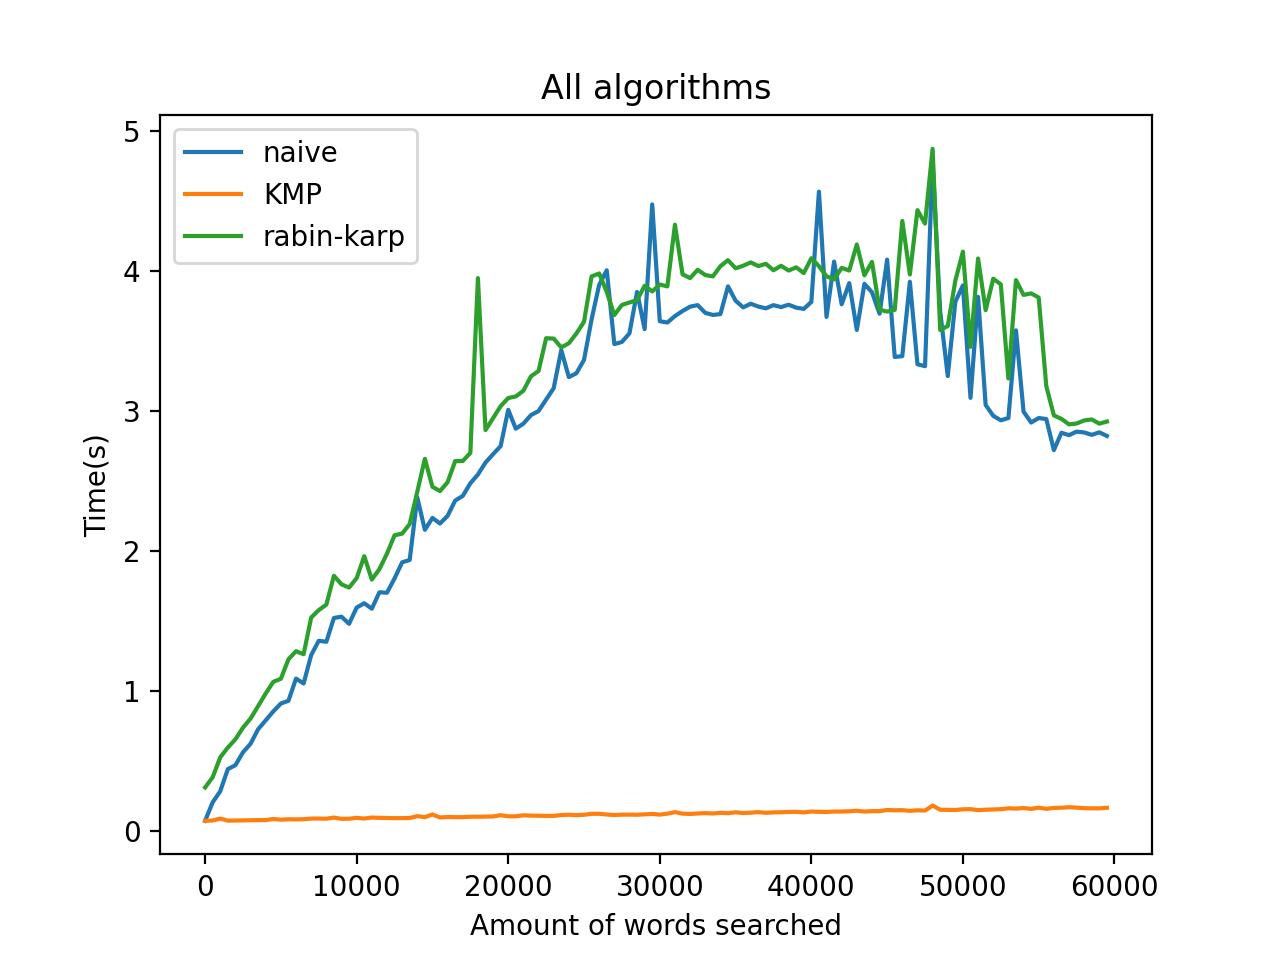 All algorithms
naive
KMP
rabin-karp
5
4
3
2
1
0
Time(s)
0 10000 20000 30000 40000 50000 60000
Amount of words searched